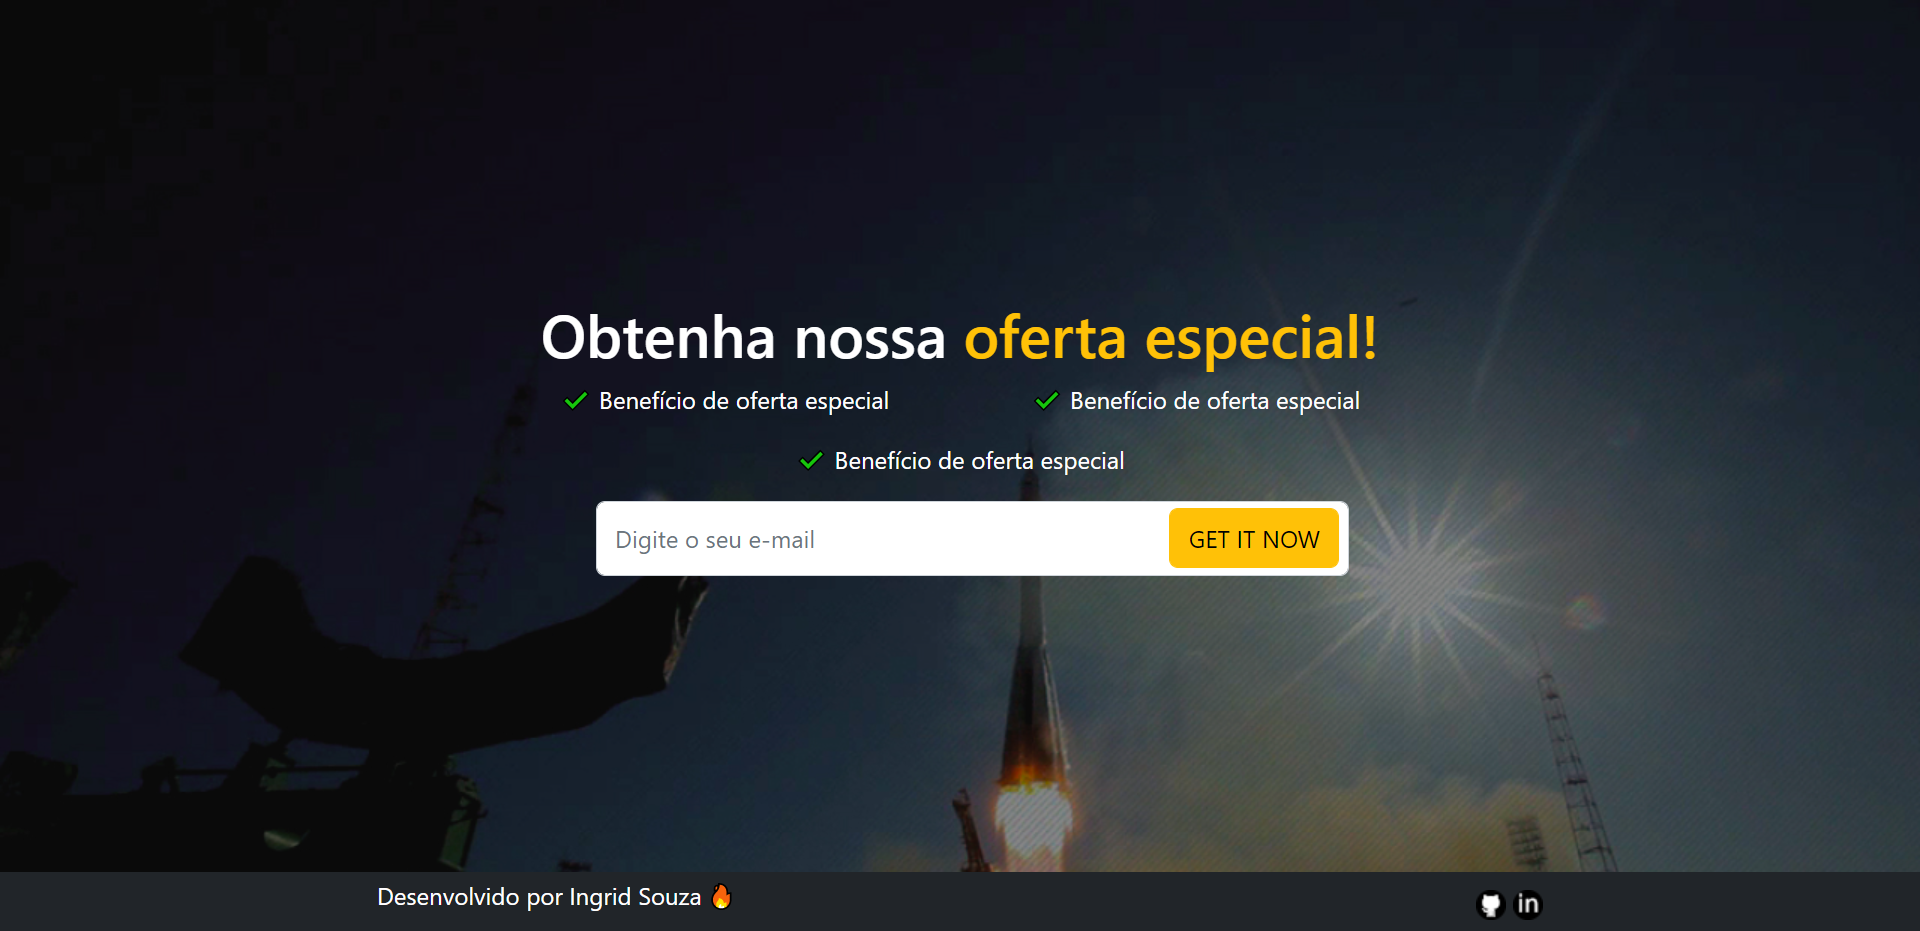 Obtenha nossa oferta especial!
Benefício de oferta especial
Benefício de oferta especial
Benefício de oferta especial
Digite o seu e-mail
GET IT NOW
Desenvolvido por Ingrid Souza 🔥
in